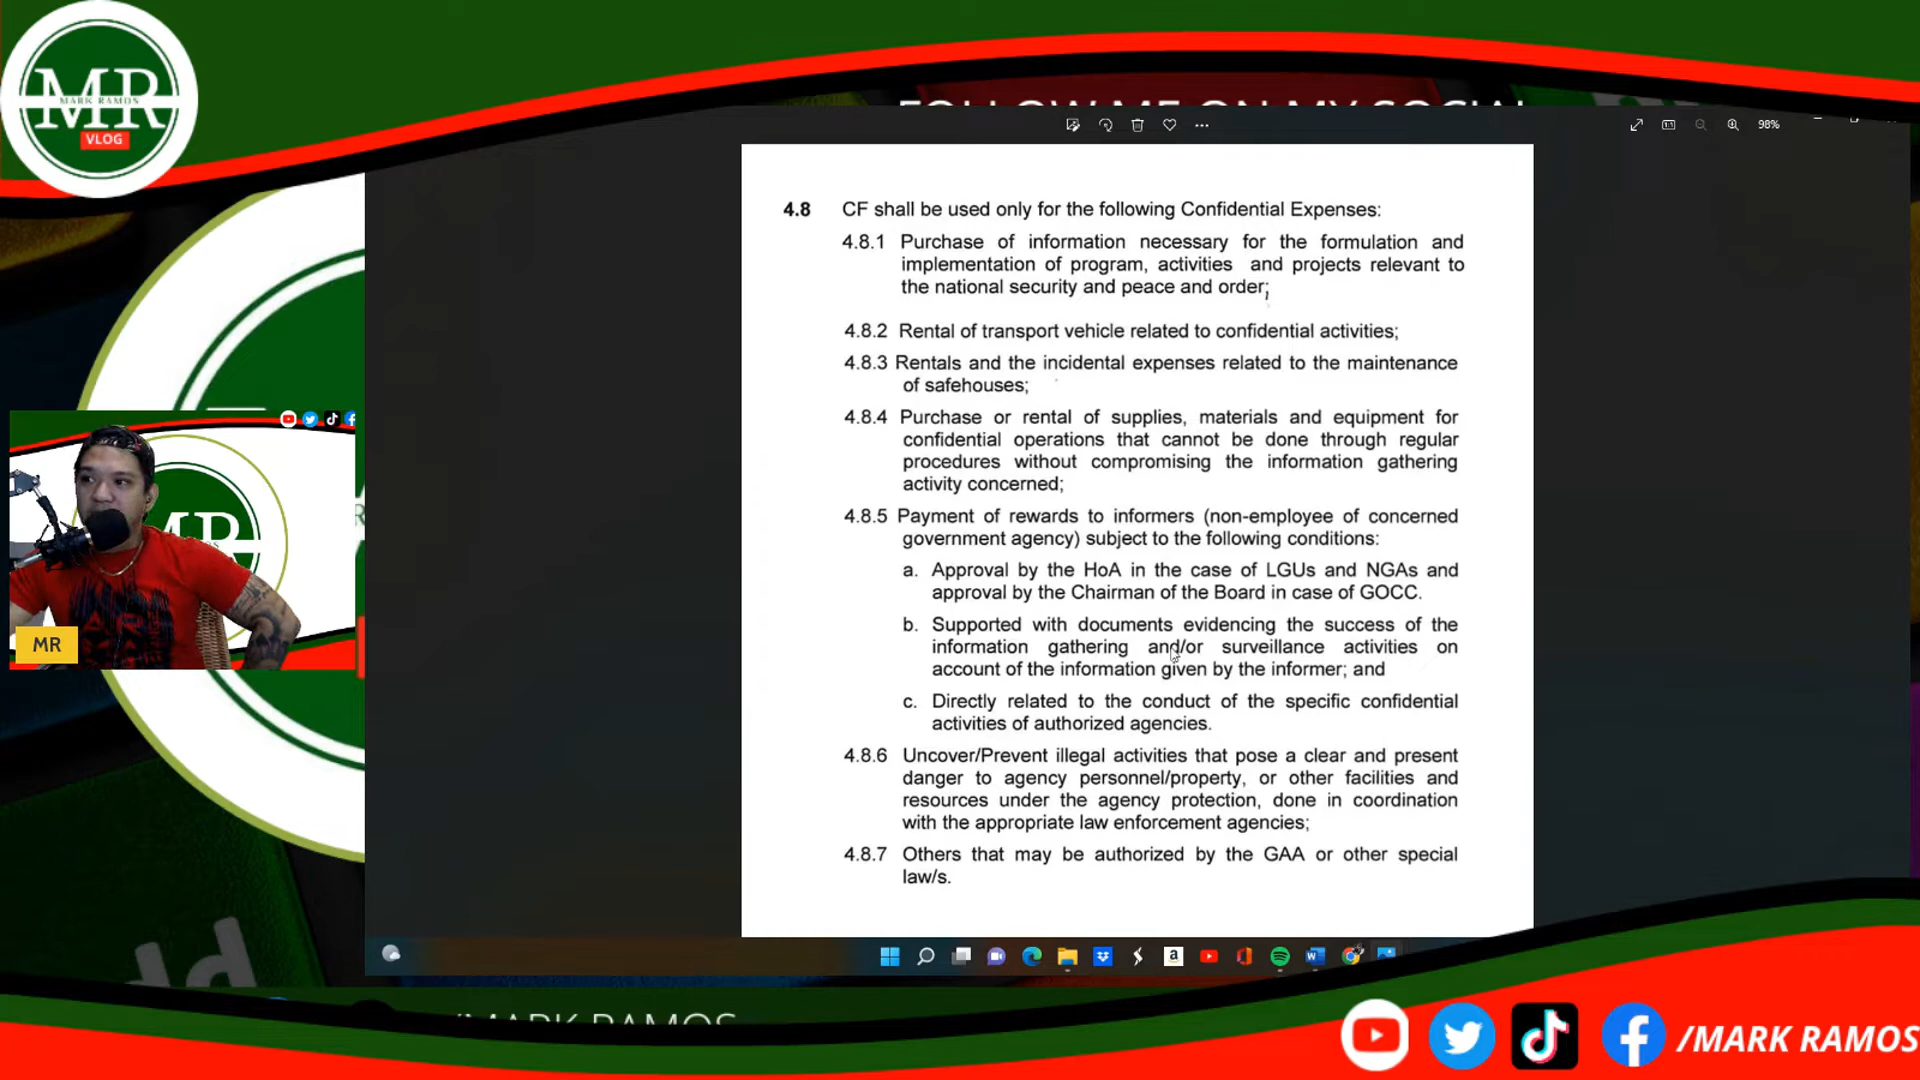 MR
MARK RAMOS
VLOG
FOLLOW ME ON MY SOCIAL
98%
4.8 CF shall be used only for the following Confidential Expenses:
4.8.1 Purchase of information necessary for the formulation and
implementation of program, activities and projects relevant to
the national security and peace and order;
4.8.2 Rental of transport vehicle related to confidential activities;
4.8.3 Rentals and the incidental expenses related to the maintenance
of safehouses;
4.8.4 Purchase or rental of supplies, materials and equipment for
confidential operations that cannot be done through regular
procedures without compromising the information gathering
activity concerned;
4.8.5 Payment of rewards to informers (non-employee of concerned
government agency) subject to the following conditions:
a. Approval by the HoA in the case of LGUs and NGAs and
approval by the Chairman of the Board in case of GOCC.
b. Supported with documents evidencing the success of the
information gathering and/or surveillance activities on
account of the information given by the informer; and
c. Directly related to the conduct of the specific confidential
activities of authorized agencies.
4.8.6 Uncover/Prevent illegal activities that pose a clear and present
danger to agency personnel/property, or other facilities and
resources under the agency protection, done in coordination
with the appropriate law enforcement agencies;
4.8.7 Others that may be authorized by the GAA or other special
law/s.
MR
/MARK RAMOS
/MARK RAMOS